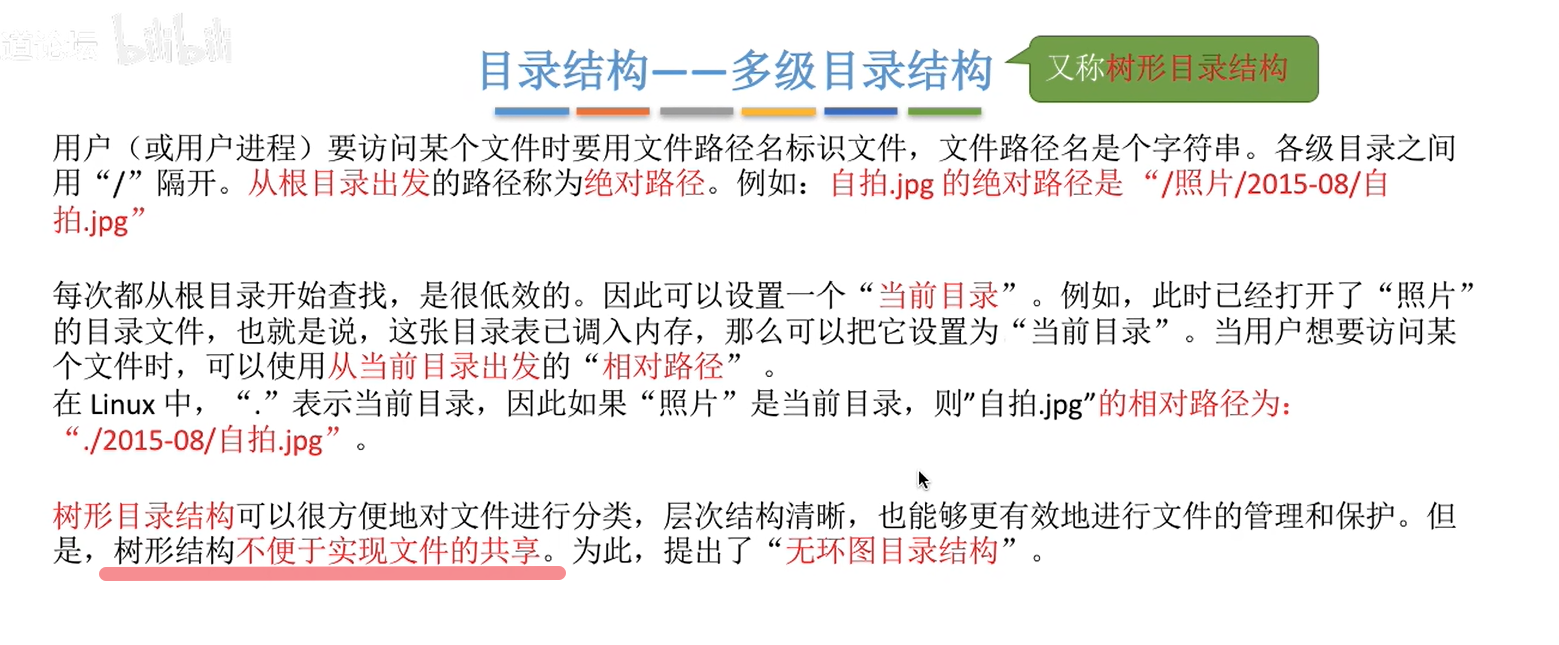 道论坛 bilibili
目录结构——多级目录结构
又称树形目录结构
用户（或用户进程）要访问某个文件时要用文件路径名标识文件，文件路径名是个字符串。各级目录之间
用“/”隔开。从根目录出发的路径称为绝对路径。例如：自拍.jpg 的绝对路径是 “/照片/2015-08/自
拍.jpg”
每次都从根目录开始查找，是很低效的。因此可以设置一个“当前目录”。例如，此时已经打开了“照片”
的目录文件，也就是说，这张目录表已调入内存，那么可以把它设置为“当前目录”。当用户想要访问某
个文件时，可以使用从当前目录出发的“相对路径”。
在 Linux 中，“.”表示当前目录，因此如果“照片”是当前目录，则”自拍.jpg”的相对路径为：
“./2015-08/自拍.jpg”。
树形目录结构可以很方便地对文件进行分类，层次结构清晰，也能够更有效地进行文件的管理和保护。但
是，树形结构不便于实现文件的共享。为此，提出了“无环图目录结构”。